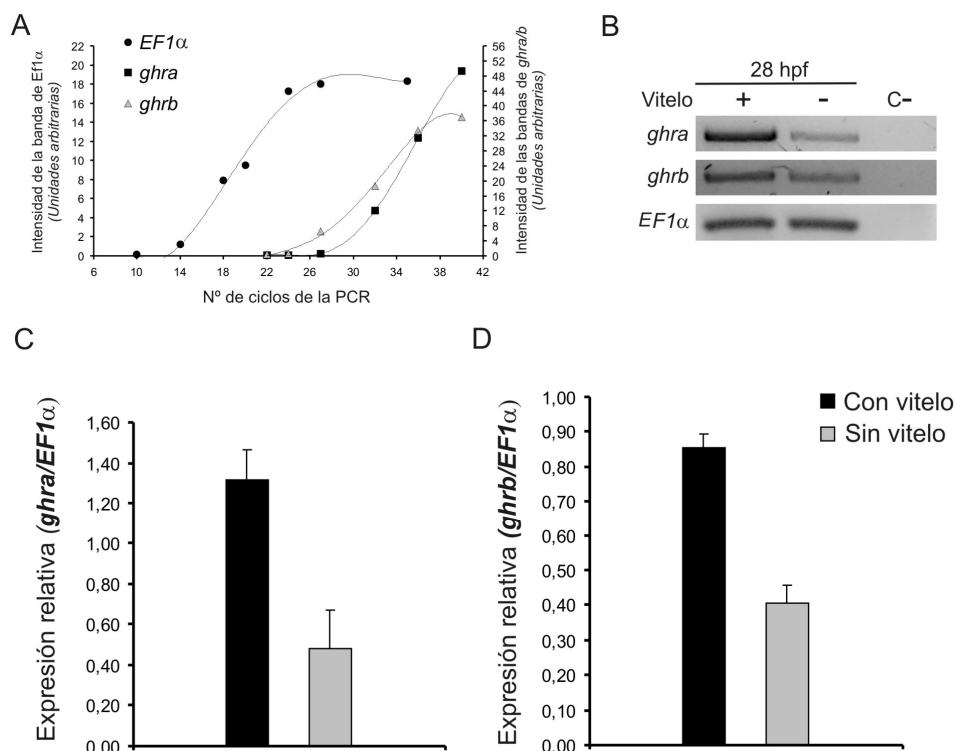 A
Intensidad de la banda de Ef1α
(Unidades arbitrarias)
22
20
18
16
14
12
10
8
6
4
2
0
EF1α
ghra
ghrb
56
52
48
44
40
36
32
28
24
20
16
12
8
4
0
Intensidad de las bandas de ghra/b
(Unidades arbitrarias)
6 10 14 18 22 26 30 34 38 42
Nº de ciclos de la PCR
B
28 hpf
Vitelo + - C-
ghra
ghrb
EF1α
C
Expresión relativa (ghra/EF1α)
1,60
1,40
1,20
1,00
0,80
0,60
0,40
0,20
0,00
D
Expresión relativa (ghrb/EF1α)
1,00
0,90
0,80
0,70
0,60
0,50
0,40
0,30
0,20
0,10
0,00
Con vitelo
Sin vitelo